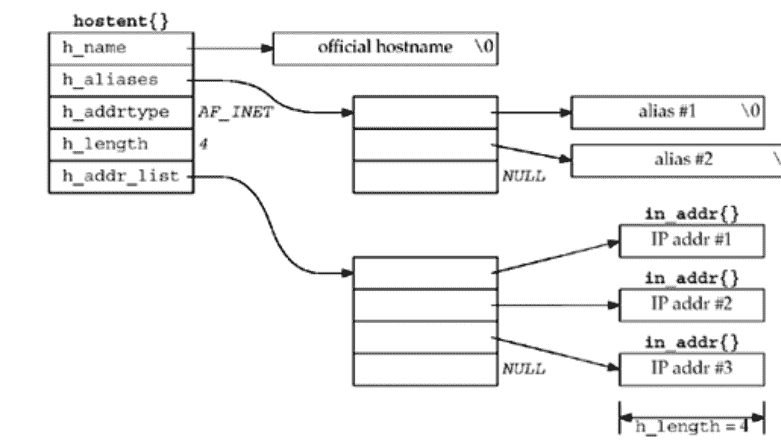 hostent{}
h_name
official hostname \0
h_aliases
h_addrtype AF_INET
alias #1 \0
h_length 4
alias #2 \
h_addr_list
NULL
in_addr{}
IP addr #1
in_addr{}
IP addr #2
in_addr{}
NULL
IP addr #3
h_length = 4